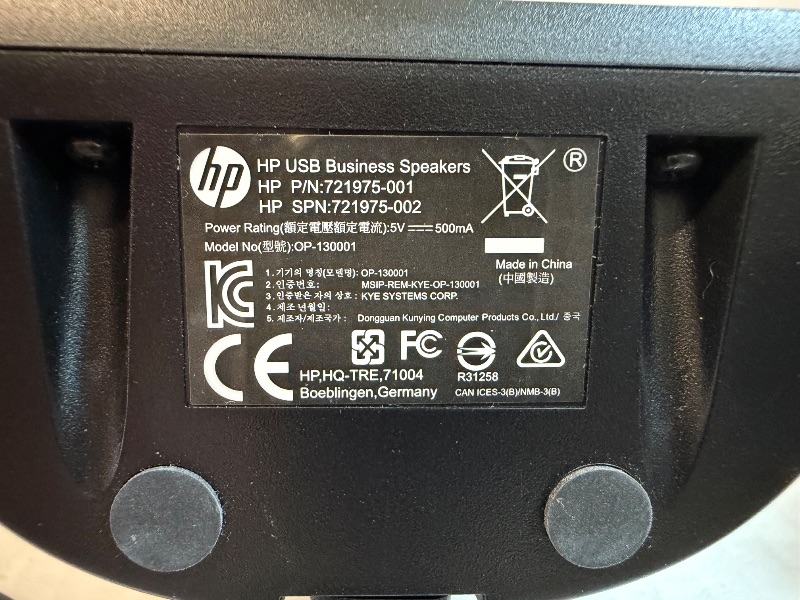 hp HP USB Business Speakers ®
HP P/N:721975-001
HP SPN:721975-002
Power Rating(額定電壓額定電流):5V 500mA
Model No(型號):OP-130001
Made in China
(中國製造)
1. 기기의 명칭(모델명): OP-130001
2. 인증번호: MSIP-REM-KYE-OP-130001
3. 인증받은 자의 상호: KYE SYSTEMS CORP.
4. 제조 년월일:
5. 제조자/제조국가: Dongguan Kunying Computer Products Co.,Ltd./ 중국
CE FC
HP,HQ-TRE,71004 R31258
Boeblingen,Germany CAN ICES-3(B)/NMB-3(B)